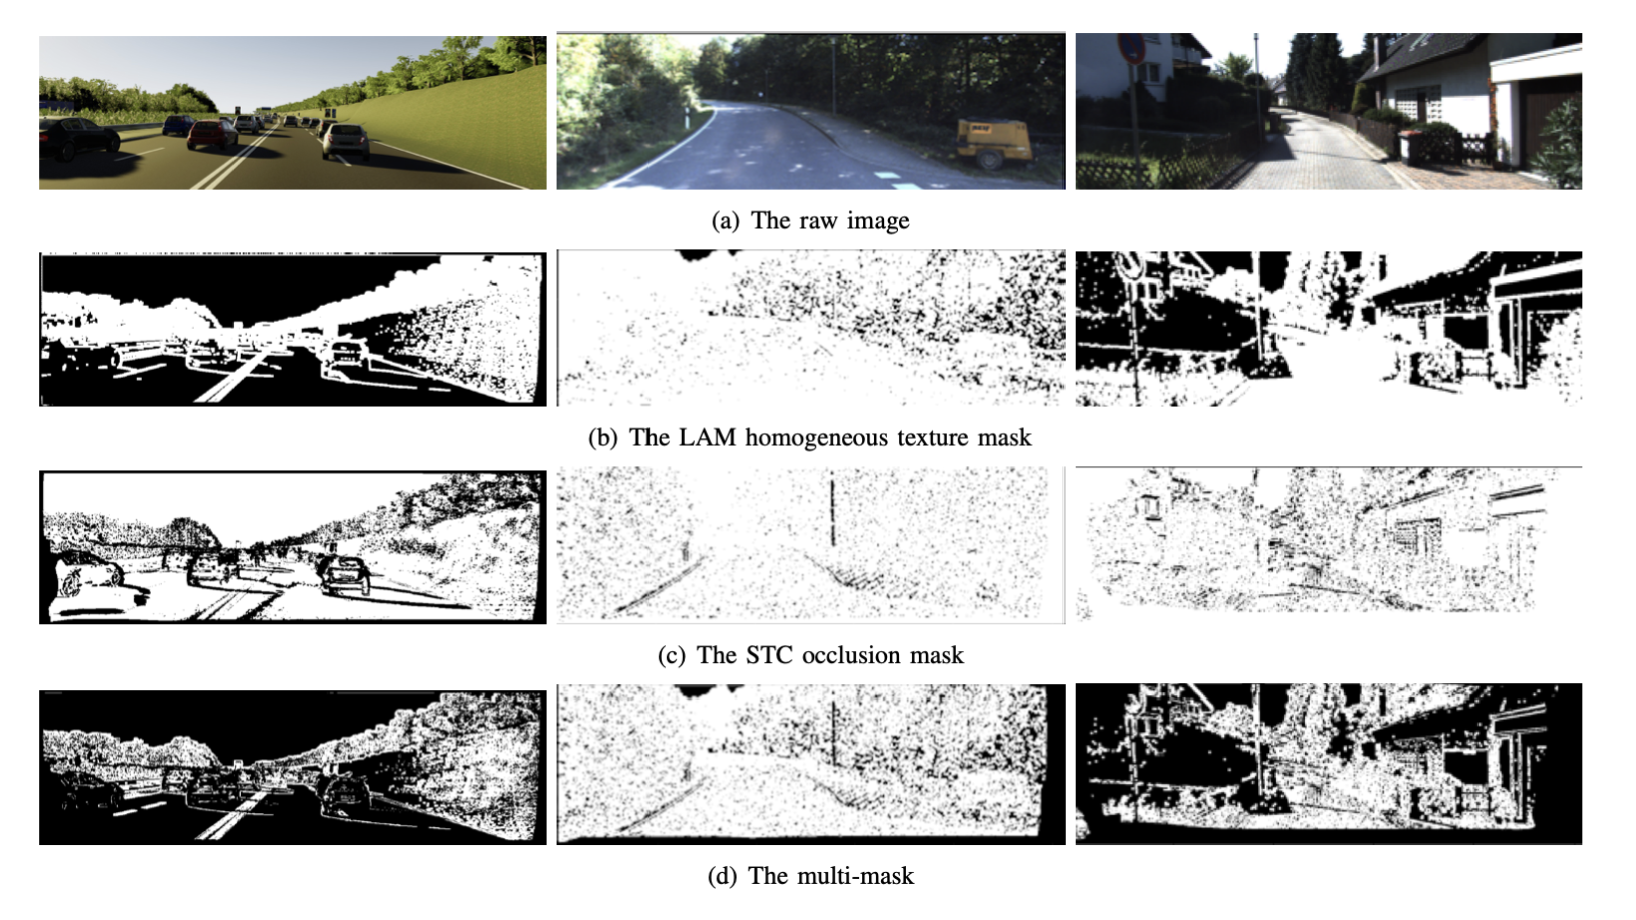 (a) The raw image
(b) The LAM homogeneous texture mask
(c) The STC occlusion mask
(d) The multi-mask